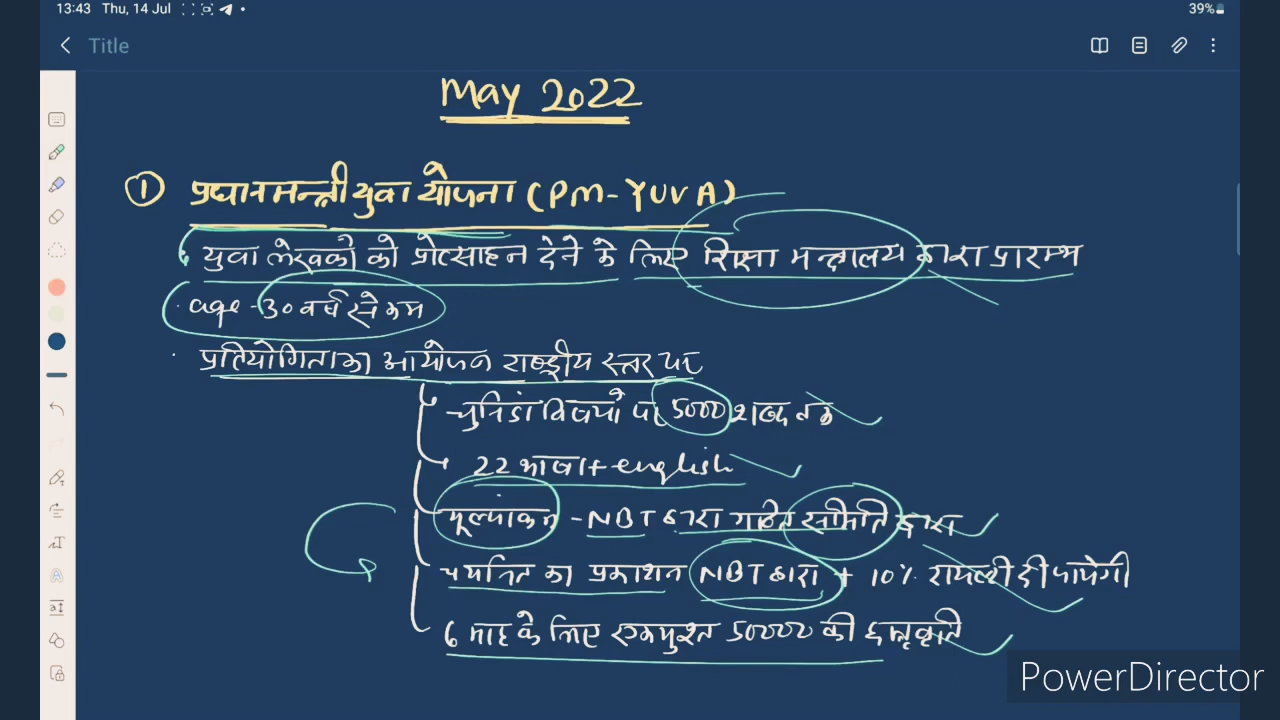 13:43 Thu, 14 Jul
39%
Title
May 2022
① प्रधानमन्त्री युवा योजना (PM-YUVA)
युवा लेखको को प्रोत्साहन देने के लिए शिक्षा मन्त्रालय द्वारा प्रारम्भ
· age - 30 वर्ष से कम
· प्रतियोगिता का आयोजन राष्ट्रीय स्तर पर
चुनिंदा विषयो पर 5000 शब्द तक
22 भाषा + english
मूल्यांकन - NBT द्वारा गठित समिति द्वारा
चयनित का प्रकाशन NBT द्वारा + 10% रायल्टी दी जायेगी
6 माह के लिए एकमुश्त 50000 की छात्रवृत्ति
PowerDirector